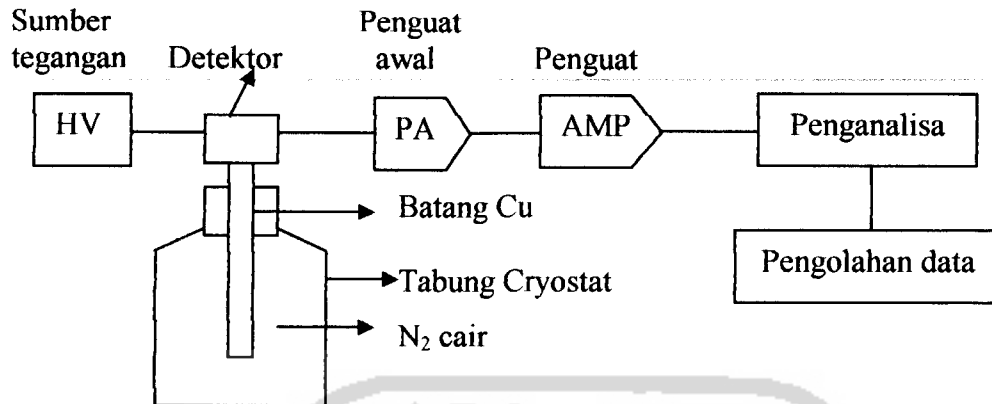 Sumber
tegangan
Detektor
Penguat
awal
Penguat
HV
PA
AMP
Penganalisa
Batang Cu
Pengolahan data
Tabung Cryostat
N₂ cair